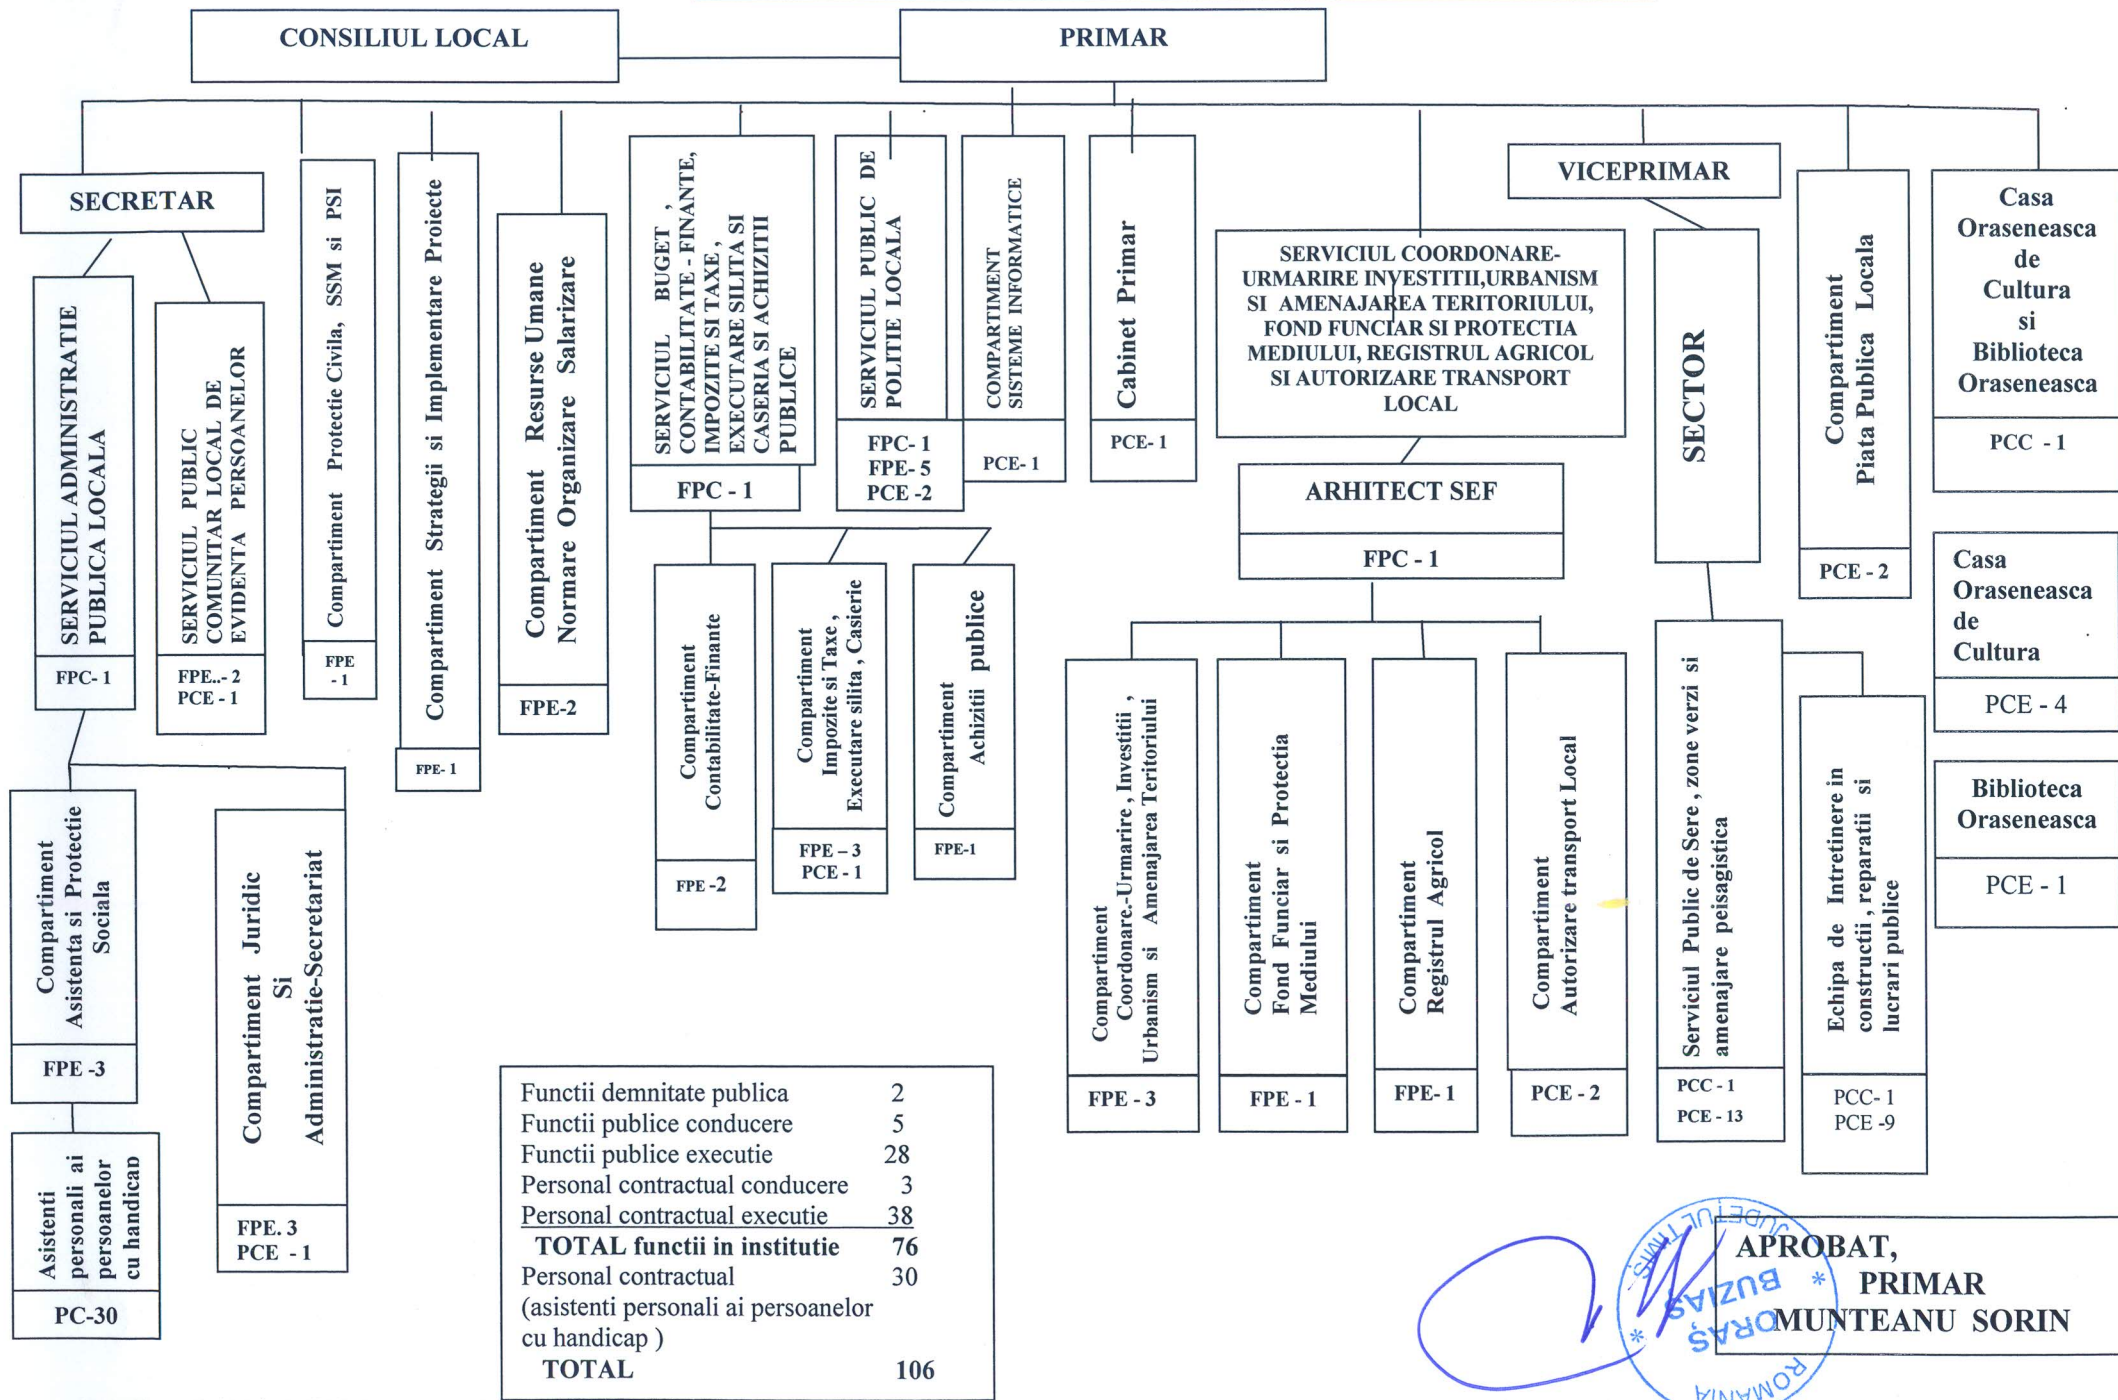 CONSILIUL LOCAL
PRIMAR
SECRETAR
SERVICIUL ADMINISTRATIE
PUBLICA LOCALA
FPC- 1
SERVICIUL PUBLIC
COMUNITAR LOCAL DE
EVIDENTA PERSOANELOR
FPE..- 2
PCE - 1
Compartiment Protectie Civila, SSM si PSI
FPE
- 1
Compartiment Strategii si Implementare Proiecte
FPE- 1
Compartiment Resurse Umane
Normare Organizare Salarizare
FPE-2
SERVICIUL BUGET ,
CONTABILITATE - FINANTE,
IMPOZITE SI TAXE ,
EXECUTARE SILITA SI
CASERIA SI ACHIZITII
PUBLICE
FPC - 1
SERVICIUL PUBLIC DE
POLITIE LOCALA
FPC- 1
FPE- 5
PCE -2
COMPARTIMENT
SISTEME INFORMATICE
PCE- 1
Cabinet Primar
PCE- 1
SERVICIUL COORDONARE-
URMARIRE INVESTITII,URBANISM
SI AMENAJAREA TERITORIULUI,
FOND FUNCIAR SI PROTECTIA
MEDIULUI, REGISTRUL AGRICOL
SI AUTORIZARE TRANSPORT
LOCAL
ARHITECT SEF
FPC - 1
VICEPRIMAR
SECTOR
Compartiment
Piata Publica Locala
PCE - 2
Casa
Oraseneasca
de
Cultura
si
Biblioteca
Oraseneasca
PCC - 1
Casa
Oraseneasca
de
Cultura
PCE - 4
Biblioteca
Oraseneasca
PCE - 1
Compartiment
Asistenta si Protectie
Sociala
FPE -3
Asistenti
personali ai
persoanelor
cu handicap
PC-30
Compartiment Juridic
Si
Administratie-Secretariat
FPE. 3
PCE - 1
Compartiment
Contabilitate-Finante
FPE -2
Compartiment
Impozite si Taxe ,
Executare silita , Casierie
FPE – 3
PCE - 1
Compartiment
Achizitii publice
FPE-1
Compartiment
Coordonare.-Urmarire , Investitii ,
Urbanism si Amenajarea Teritoriului
FPE - 3
Compartiment
Fond Funciar si Protectia
Mediului
FPE - 1
Compartiment
Registrul Agricol
FPE- 1
Compartiment
Autorizare transport Local
PCE - 2
Serviciul Public de Sere , zone verzi si
amenajare peisagistica
PCC - 1
PCE - 13
Echipa de Intretinere in
constructii , reparatii si
lucrari publice
PCC- 1
PCE -9
Functii demnitate publica 2
Functii publice conducere 5
Functii publice executie 28
Personal contractual conducere 3
Personal contractual executie 38
TOTAL functii in institutie 76
Personal contractual 30
(asistenti personali ai persoanelor
cu handicap )
TOTAL 106
APROBAT,
PRIMAR
MUNTEANU SORIN
JUDEȚUL TIMIȘ
ORAȘ
BUZIAȘ
ROMANIA